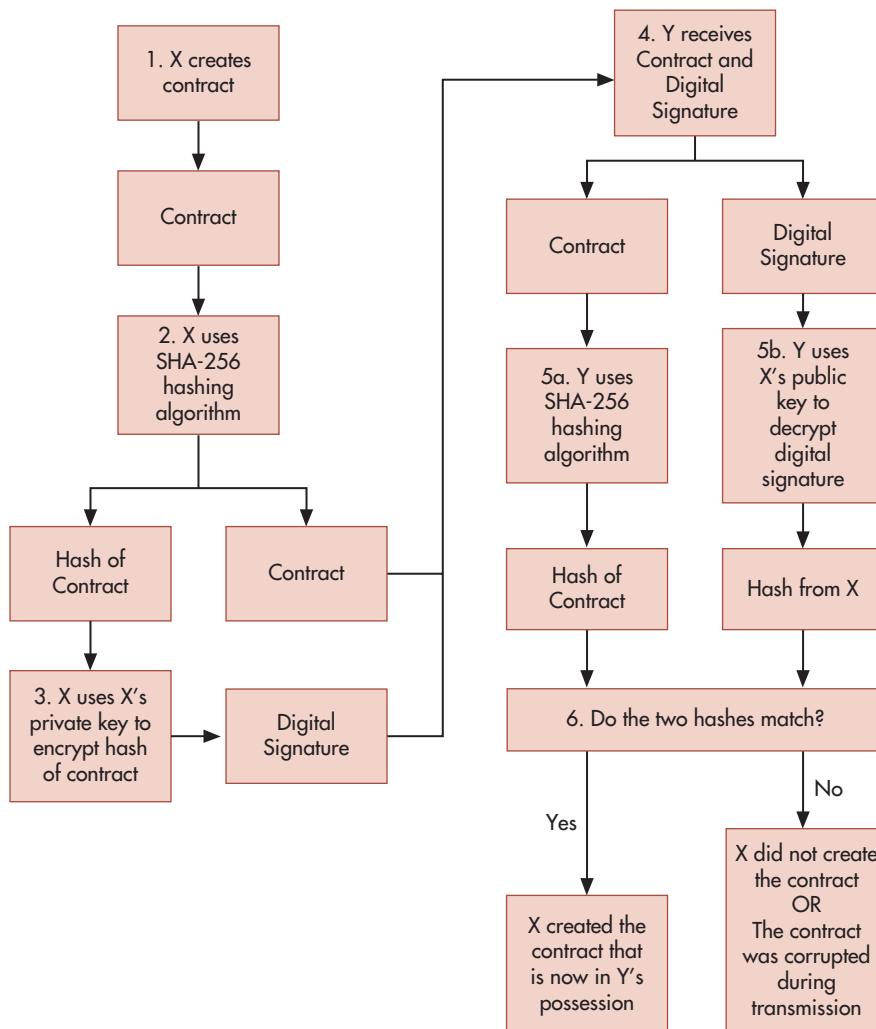 1. X creates
contract
Contract
2. X uses
SHA-256
hashing
algorithm
Hash of
Contract
Contract
3. X uses X's
private key to
encrypt hash
of contract
Digital
Signature
4. Y receives
Contract and
Digital
Signature
Contract
Digital
Signature
5a. Y uses
SHA-256
hashing
algorithm
5b. Y uses
X's public
key to
decrypt
digital
signature
Hash of
Contract
Hash from X
6. Do the two hashes match?
Yes
No
X created the
contract that
is now in Y's
possession
X did not create
the contract
OR
The contract
was corrupted
during
transmission